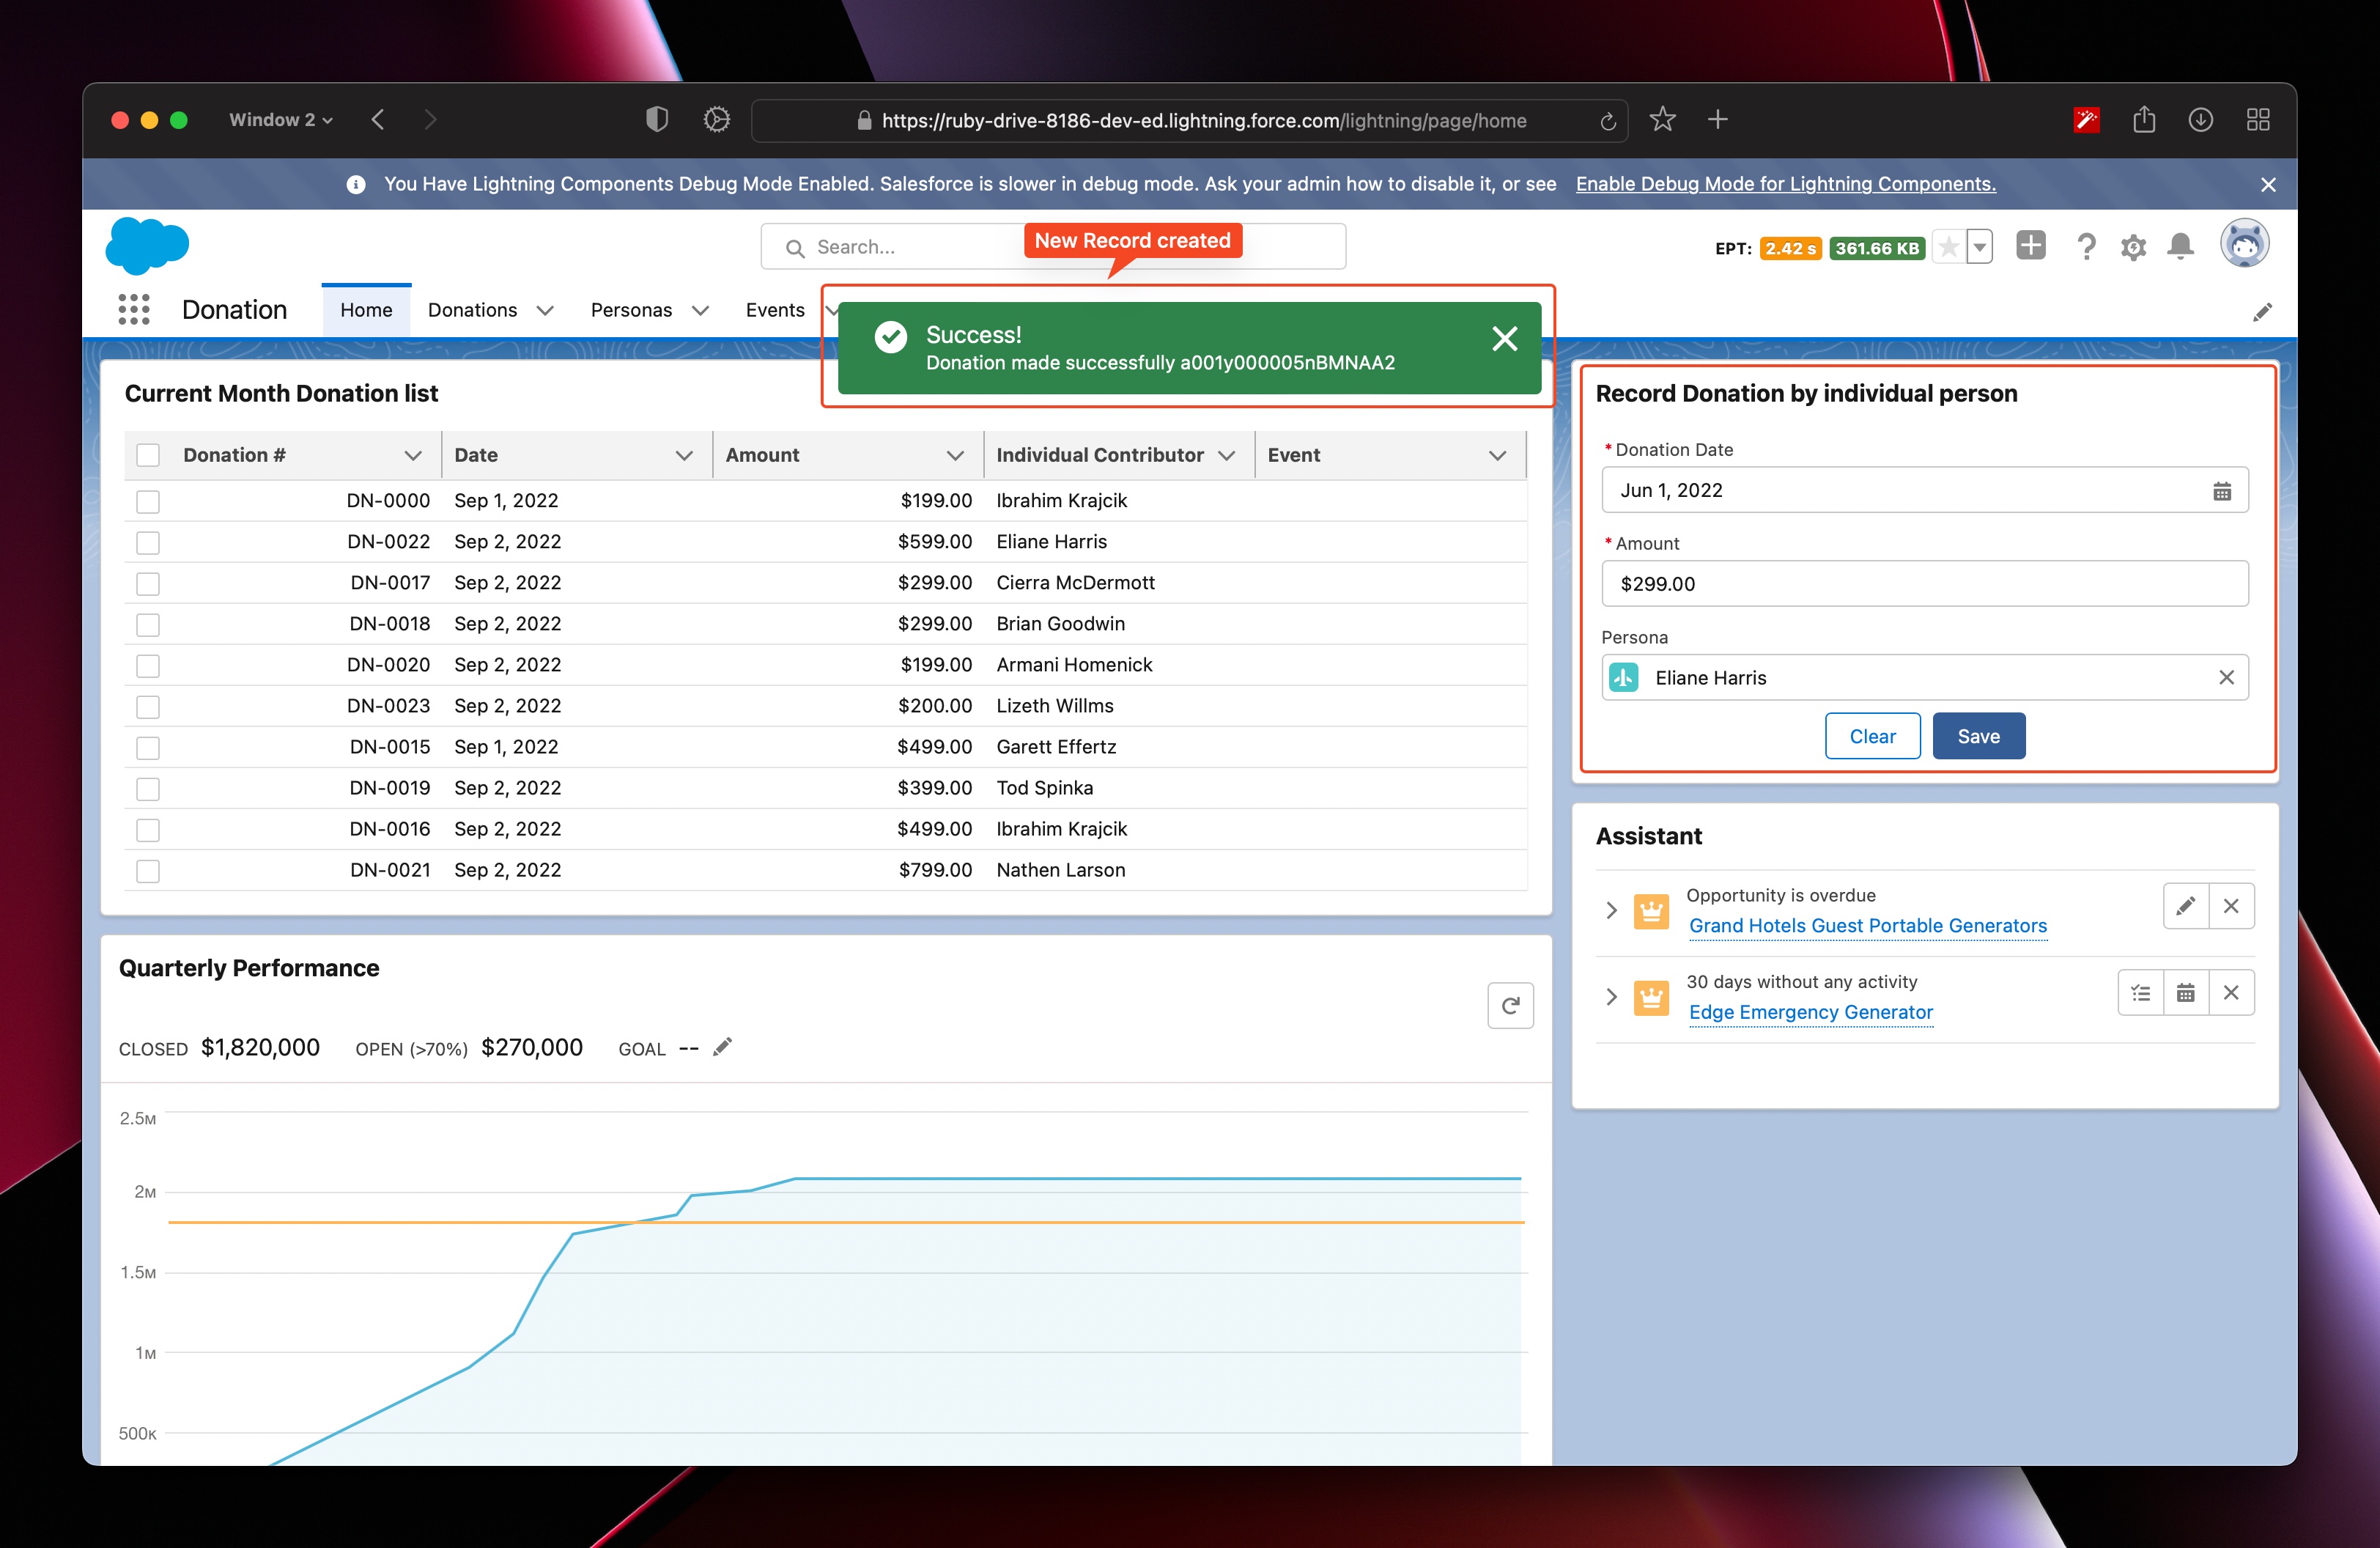 Window 2
https://ruby-drive-8186-dev-ed.lightning.force.com/lightning/page/home
You Have Lightning Components Debug Mode Enabled. Salesforce is slower in debug mode. Ask your admin how to disable it, or see Enable Debug Mode for Lightning Components.
Search...
New Record created
EPT: 2.42 s 361.66 KB
Donation Home Donations Personas Events
Success!
Donation made successfully a001y000005nBMNAA2
Current Month Donation list
Donation # Date Amount Individual Contributor Event
DN-0000 Sep 1, 2022 $199.00 Ibrahim Krajcik
DN-0022 Sep 2, 2022 $599.00 Eliane Harris
DN-0017 Sep 2, 2022 $299.00 Cierra McDermott
DN-0018 Sep 2, 2022 $299.00 Brian Goodwin
DN-0020 Sep 2, 2022 $199.00 Armani Homenick
DN-0023 Sep 2, 2022 $200.00 Lizeth Willms
DN-0015 Sep 1, 2022 $499.00 Garett Effertz
DN-0019 Sep 2, 2022 $399.00 Tod Spinka
DN-0016 Sep 2, 2022 $499.00 Ibrahim Krajcik
DN-0021 Sep 2, 2022 $799.00 Nathen Larson
Quarterly Performance
CLOSED $1,820,000 OPEN (>70%) $270,000 GOAL --
2.5M
2M
1.5M
1M
500K
Record Donation by individual person
* Donation Date
Jun 1, 2022
* Amount
$299.00
Persona
Eliane Harris
Clear Save
Assistant
Opportunity is overdue
Grand Hotels Guest Portable Generators
30 days without any activity
Edge Emergency Generator